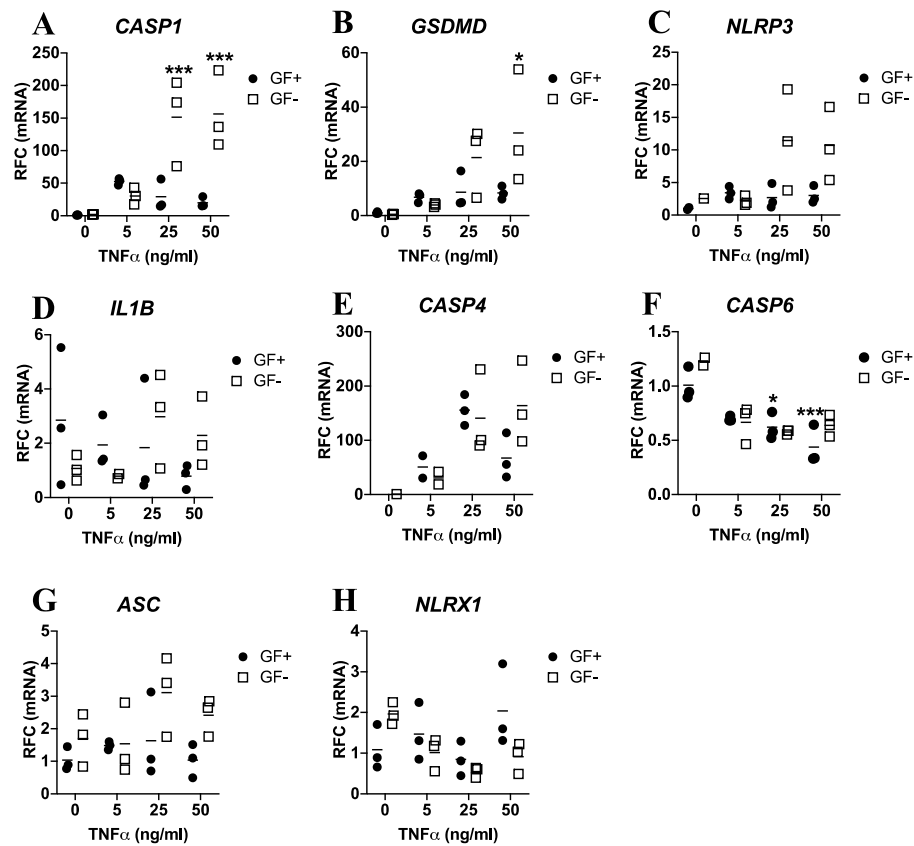 A CASP1
250
200
150
100
50
0
RFC (mRNA)
*** ***
GF+
GF-
0 5 25 50
TNFα (ng/ml)
B GSDMD
60
40
20
0
RFC (mRNA)
*
GF+
GF-
0 5 25 50
TNFα (ng/ml)
C NLRP3
25
20
15
10
5
0
RFC (mRNA)
GF+
GF-
0 5 25 50
TNFα (ng/ml)
D IL1B
6
4
2
0
RFC (mRNA)
GF+
GF-
0 5 25 50
TNFα (ng/ml)
E CASP4
300
200
100
0
RFC (mRNA)
GF+
GF-
0 5 25 50
TNFα (ng/ml)
F CASP6
1.5
1.0
0.5
0.0
RFC (mRNA)
* ***
GF+
GF-
0 5 25 50
TNFα (ng/ml)
G ASC
5
4
3
2
1
0
RFC (mRNA)
GF+
GF-
0 5 25 50
TNFα (ng/ml)
H NLRX1
4
3
2
1
0
RFC (mRNA)
GF+
GF-
0 5 25 50
TNFα (ng/ml)